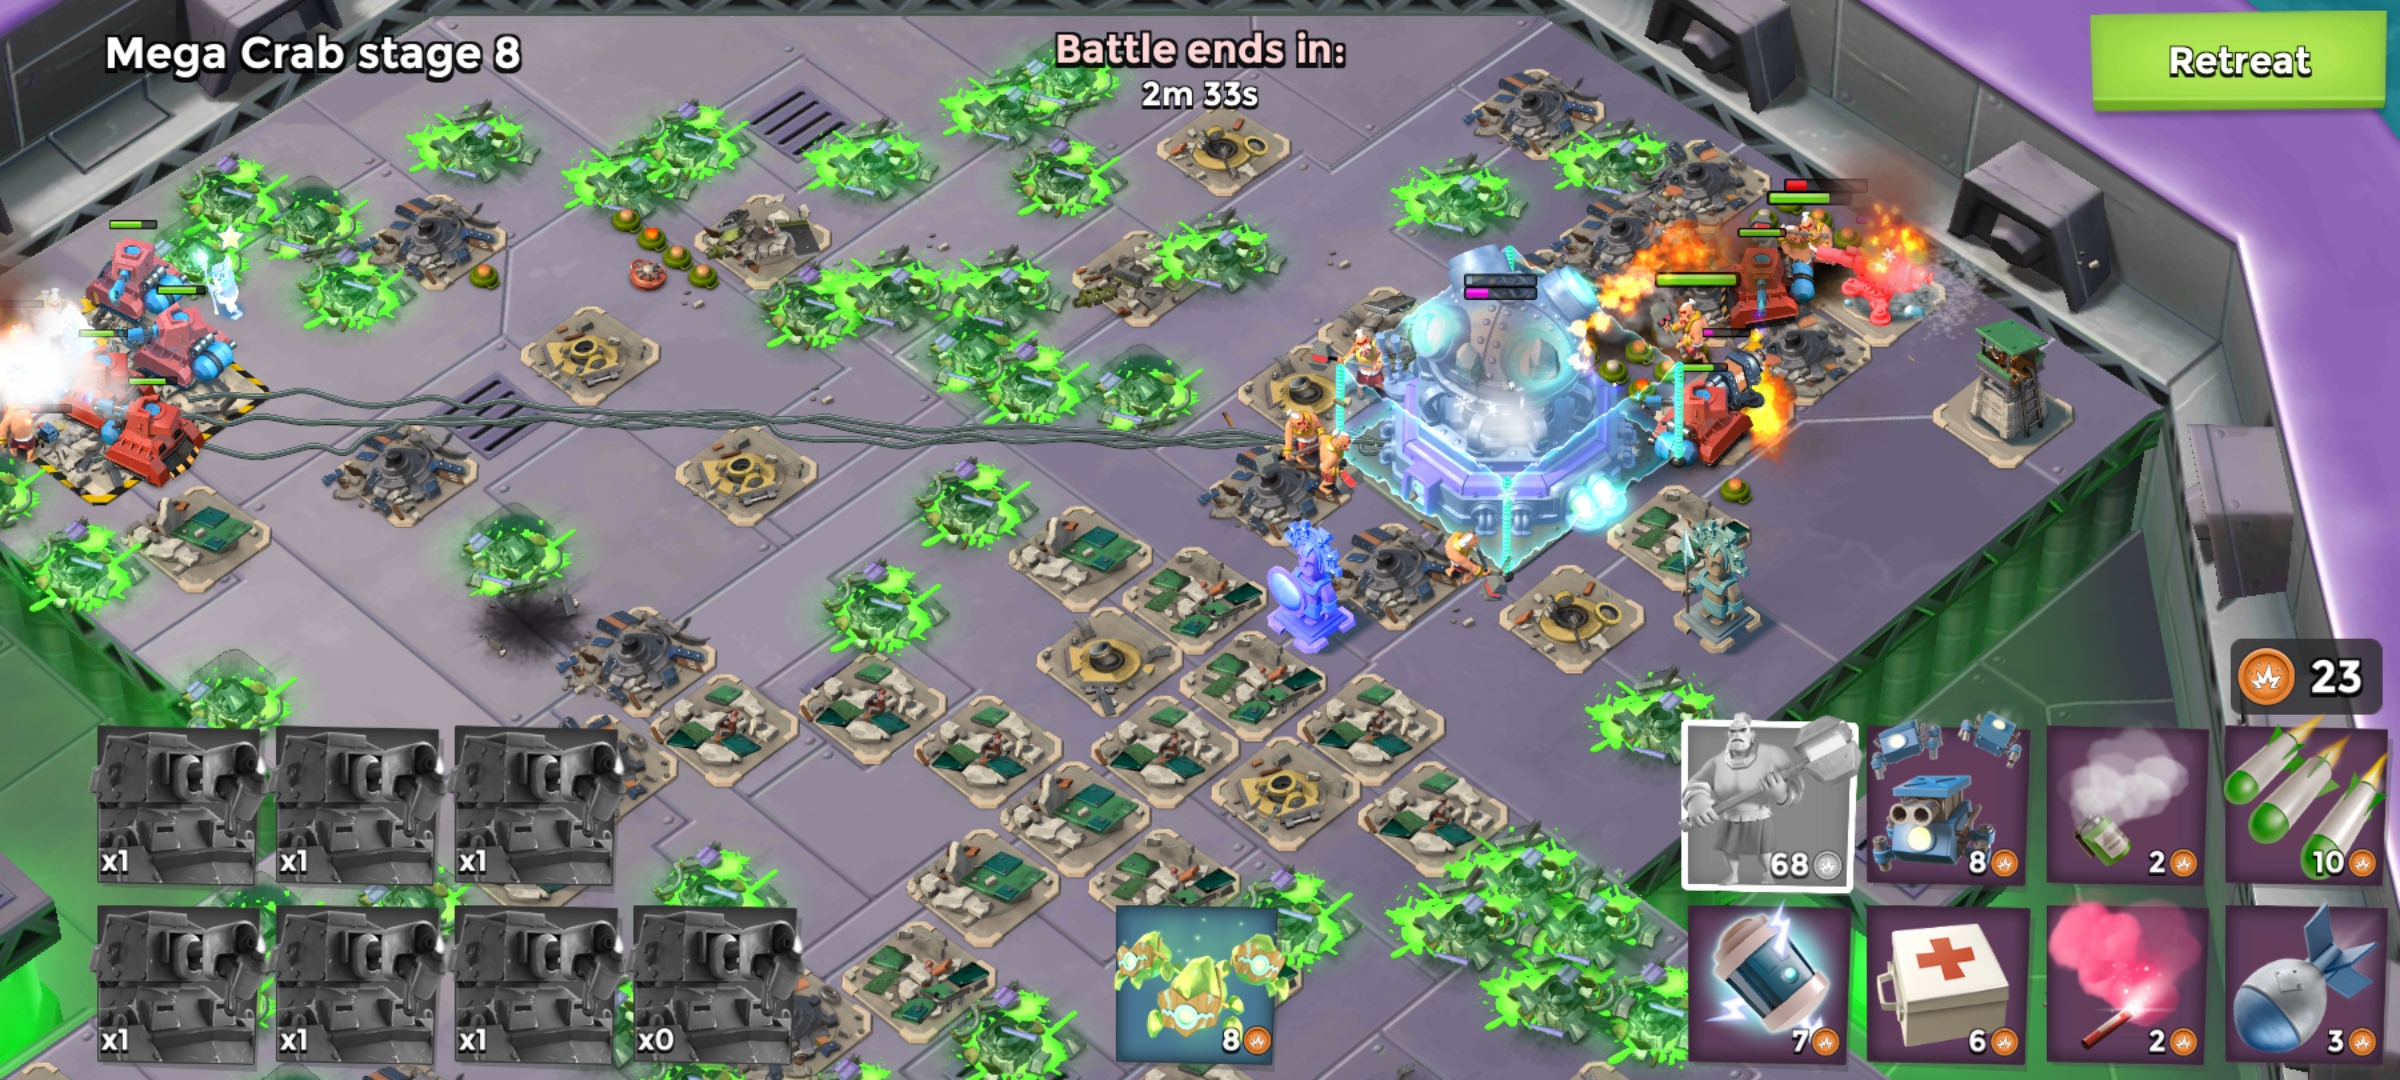 Mega Crab stage 8
Battle ends in:
2m 33s
Retreat
23
x1
x1
x1
68
8
2
10
x1
x1
x1
x0
8
7
6
2
3